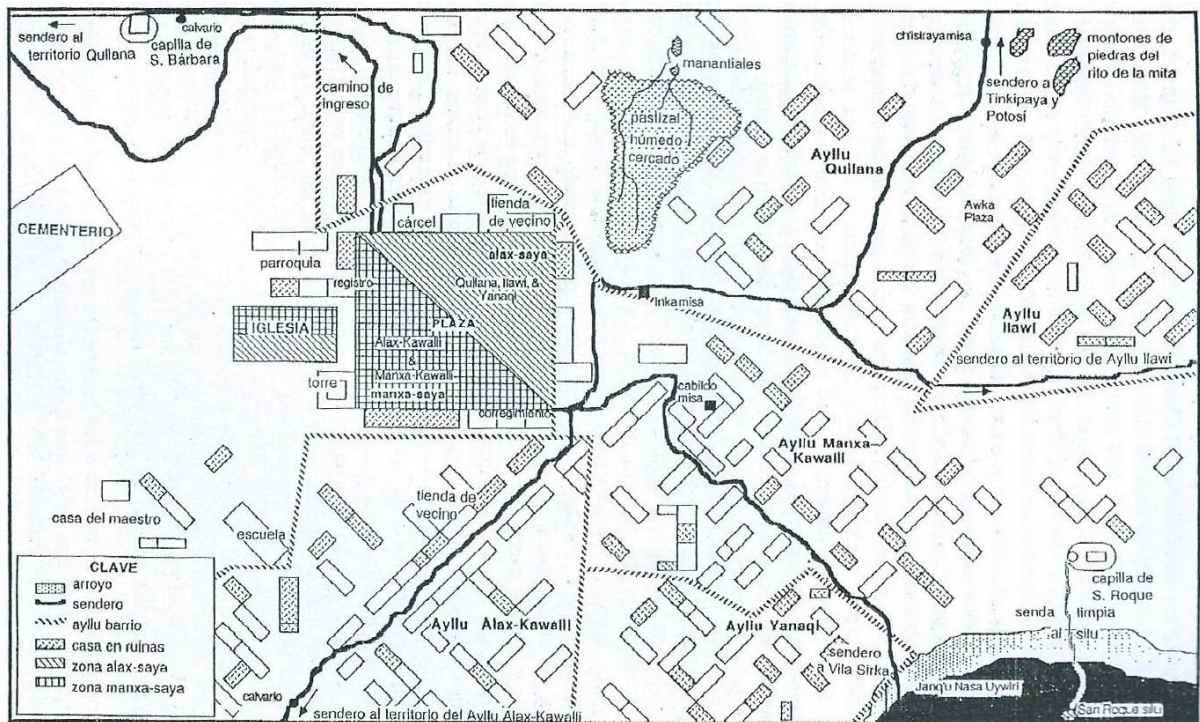 sendero al
territorio Qullana
calvario
capilla de
S. Bárbara
camino de
ingreso
manantiales
pastizal
húmedo
cercado
chrisirayamisa
sendero a
Tinkipaya y
Potosí
montones de
piedras del
rito de la mita
Ayllu
Qullana
Awka
Plaza
CEMENTERIO
cárcel
tienda
de vecino
parroquia
registro
alax-saya
Qullana, Ilawi, &
Yanaqi
PLAZA
Alax-Kawalli
&
Manxa-Kawalli
manxa-saya
IGLESIA
torre
corregimiento
Inkamisa
Ayllu
Ilawi
sendero al territorio de Ayllu Ilawi
cabildo
misa
Ayllu Manxa-
Kawalli
casa del maestro
escuela
tienda de
vecino
CLAVE
arroyo
sendero
ayllu barrio
casa en ruinas
zona alax-saya
zona manxa-saya
Ayllu Alax-Kawalli
Ayllu Yanaqi
sendero
a Vila Sirka
capilla de
S. Roque
senda limpia
al silu
Janq'u Nasa Uywiri
San Roque silu
calvario
sendero al territorio del Ayllu Alax-Kawalli